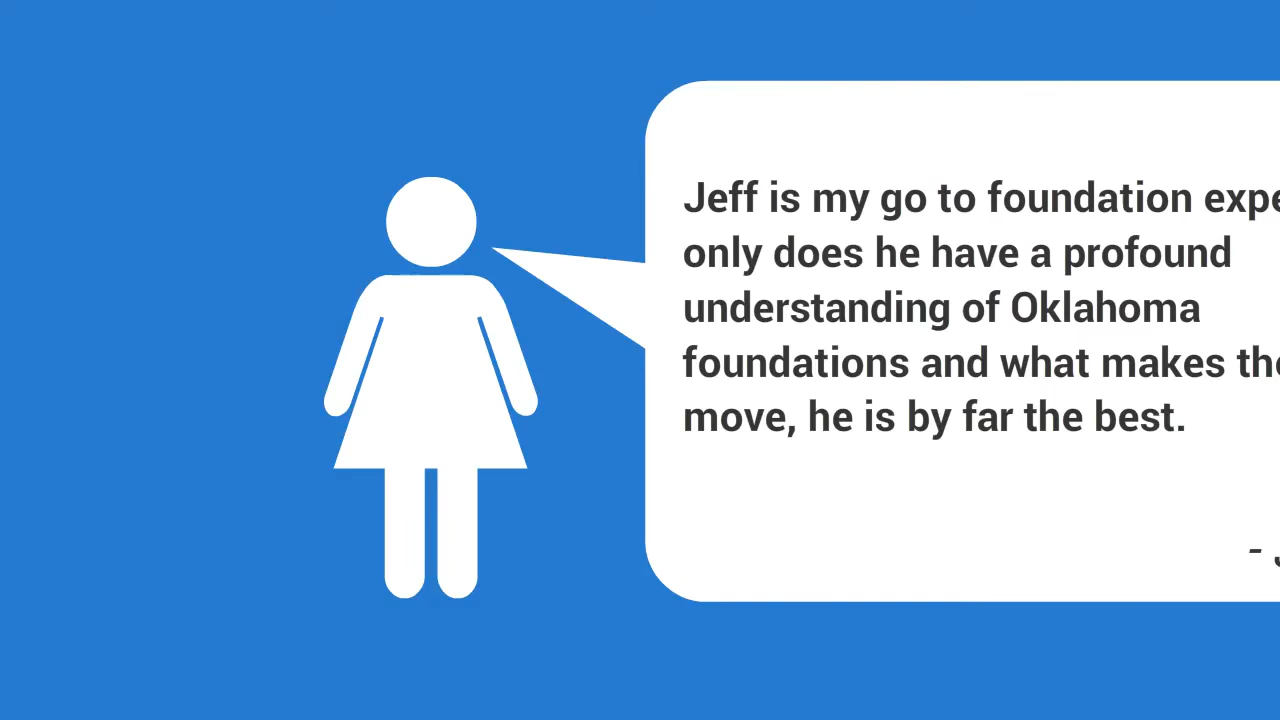 Jeff is my go to foundation
only does he have a profound
understanding of Oklahoma
foundations and what makes
move, he is by far the best.
-